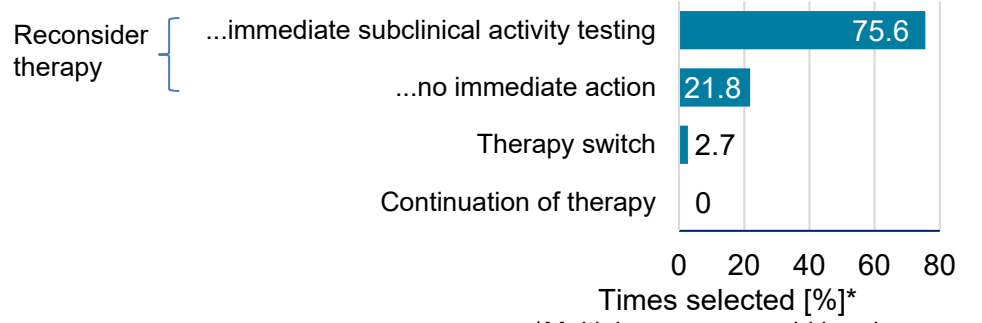 Reconsider
therapy
...immediate subclinical activity testing 75.6
...no immediate action 21.8
Therapy switch 2.7
Continuation of therapy 0
0 20 40 60 80
Times selected [%]*